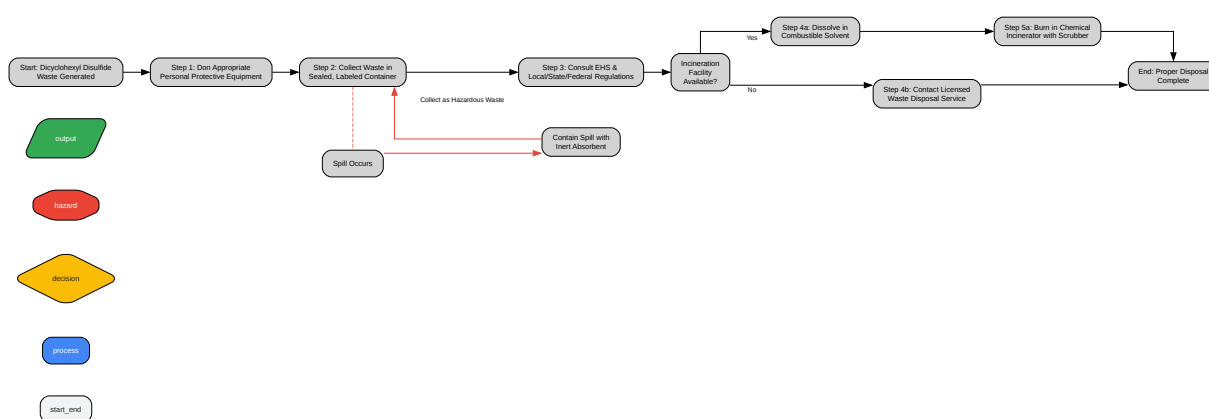 Start: Dicyclohexyl Disulfide
Waste Generated
Step 1: Don Appropriate
Personal Protective Equipment
Step 2: Collect Waste in
Sealed, Labeled Container
Step 3: Consult EHS &
Local/State/Federal Regulations
Incineration
Facility
Available?
Yes
Step 4a: Dissolve in
Combustible Solvent
Step 5a: Burn in Chemical
Incinerator with Scrubber
No
Step 4b: Contact Licensed
Waste Disposal Service
End: Proper Disposal
Complete
Collect as Hazardous Waste
Contain Spill with
Inert Absorbent
Spill Occurs
output
hazard
decision
process
start_end